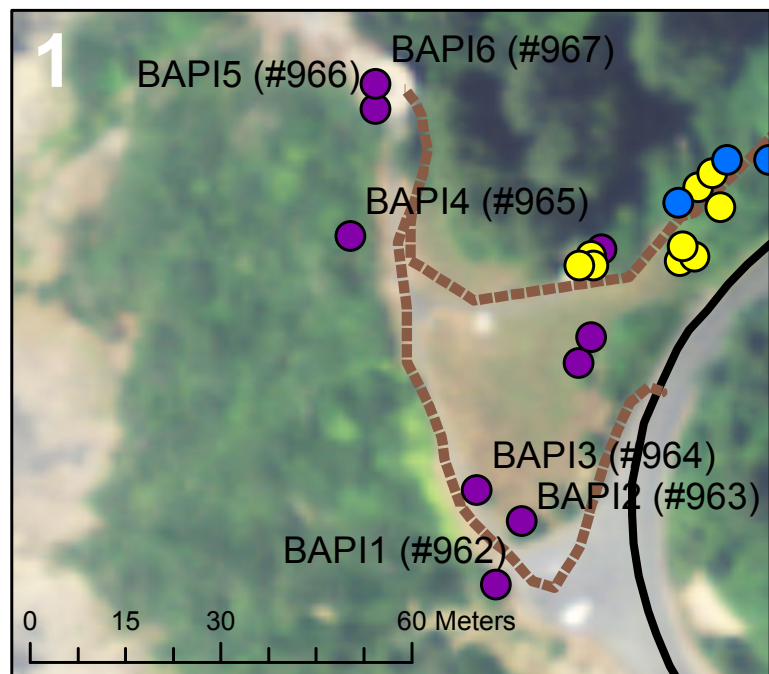 1
BAPI6 (#967)
BAPI5 (#966)
BAPI4 (#965)
BAPI3 (#964)
BAPI2 (#963)
BAPI1 (#962)
0 15 30 60 Meters